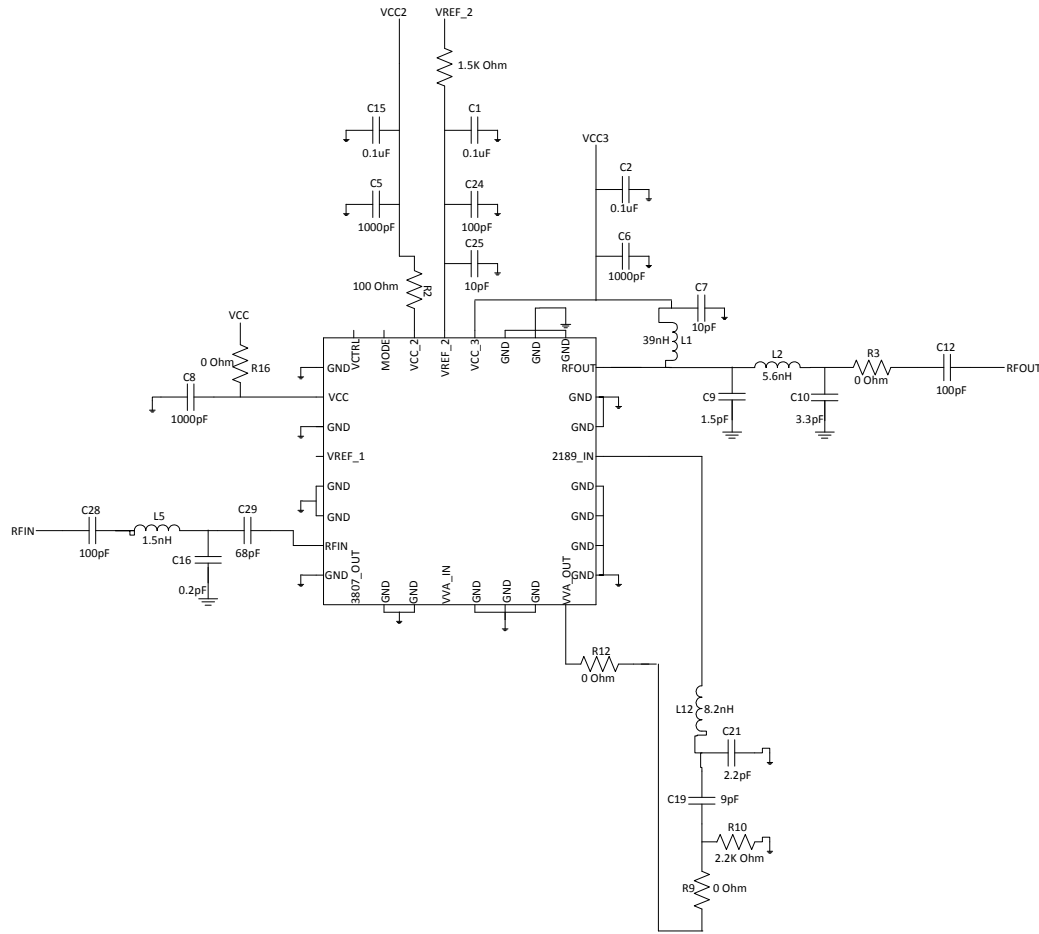 VCC2
VREF_2
1.5K Ohm
C15
0.1uF
C1
0.1uF
VCC3
C5
1000pF
C24
100pF
C2
0.1uF
C25
10pF
C6
1000pF
100 Ohm
R2
C7
10pF
39nH
L1
VCC
0 Ohm
R16
C8
1000pF
VCTRL
MODE
VCC_2
VREF_2
VCC_3
GND
GND
GND
GND
VCC
GND
VREF_1
GND
GND
RFIN
GND
RFOUT
GND
GND
2189_IN
GND
GND
GND
GND
3807_OUT
GND
GND
VVA_IN
GND
GND
GND
VVA_OUT
L2
5.6nH
R3
0 Ohm
C12
100pF
RFOUT
C9
1.5pF
C10
3.3pF
RFIN
C28
100pF
L5
1.5nH
C29
68pF
C16
0.2pF
R12
0 Ohm
L12
8.2nH
C21
2.2pF
C19
9pF
R10
2.2K Ohm
R9
0 Ohm